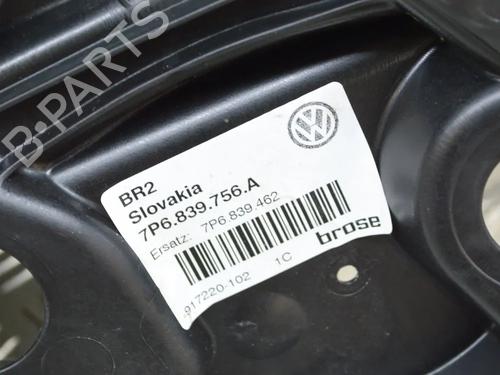 B-PARTS
BR2
Slovakia
7P6.839.756.A
Ersatz: 7P6.839.462
917220-102 1C
brose